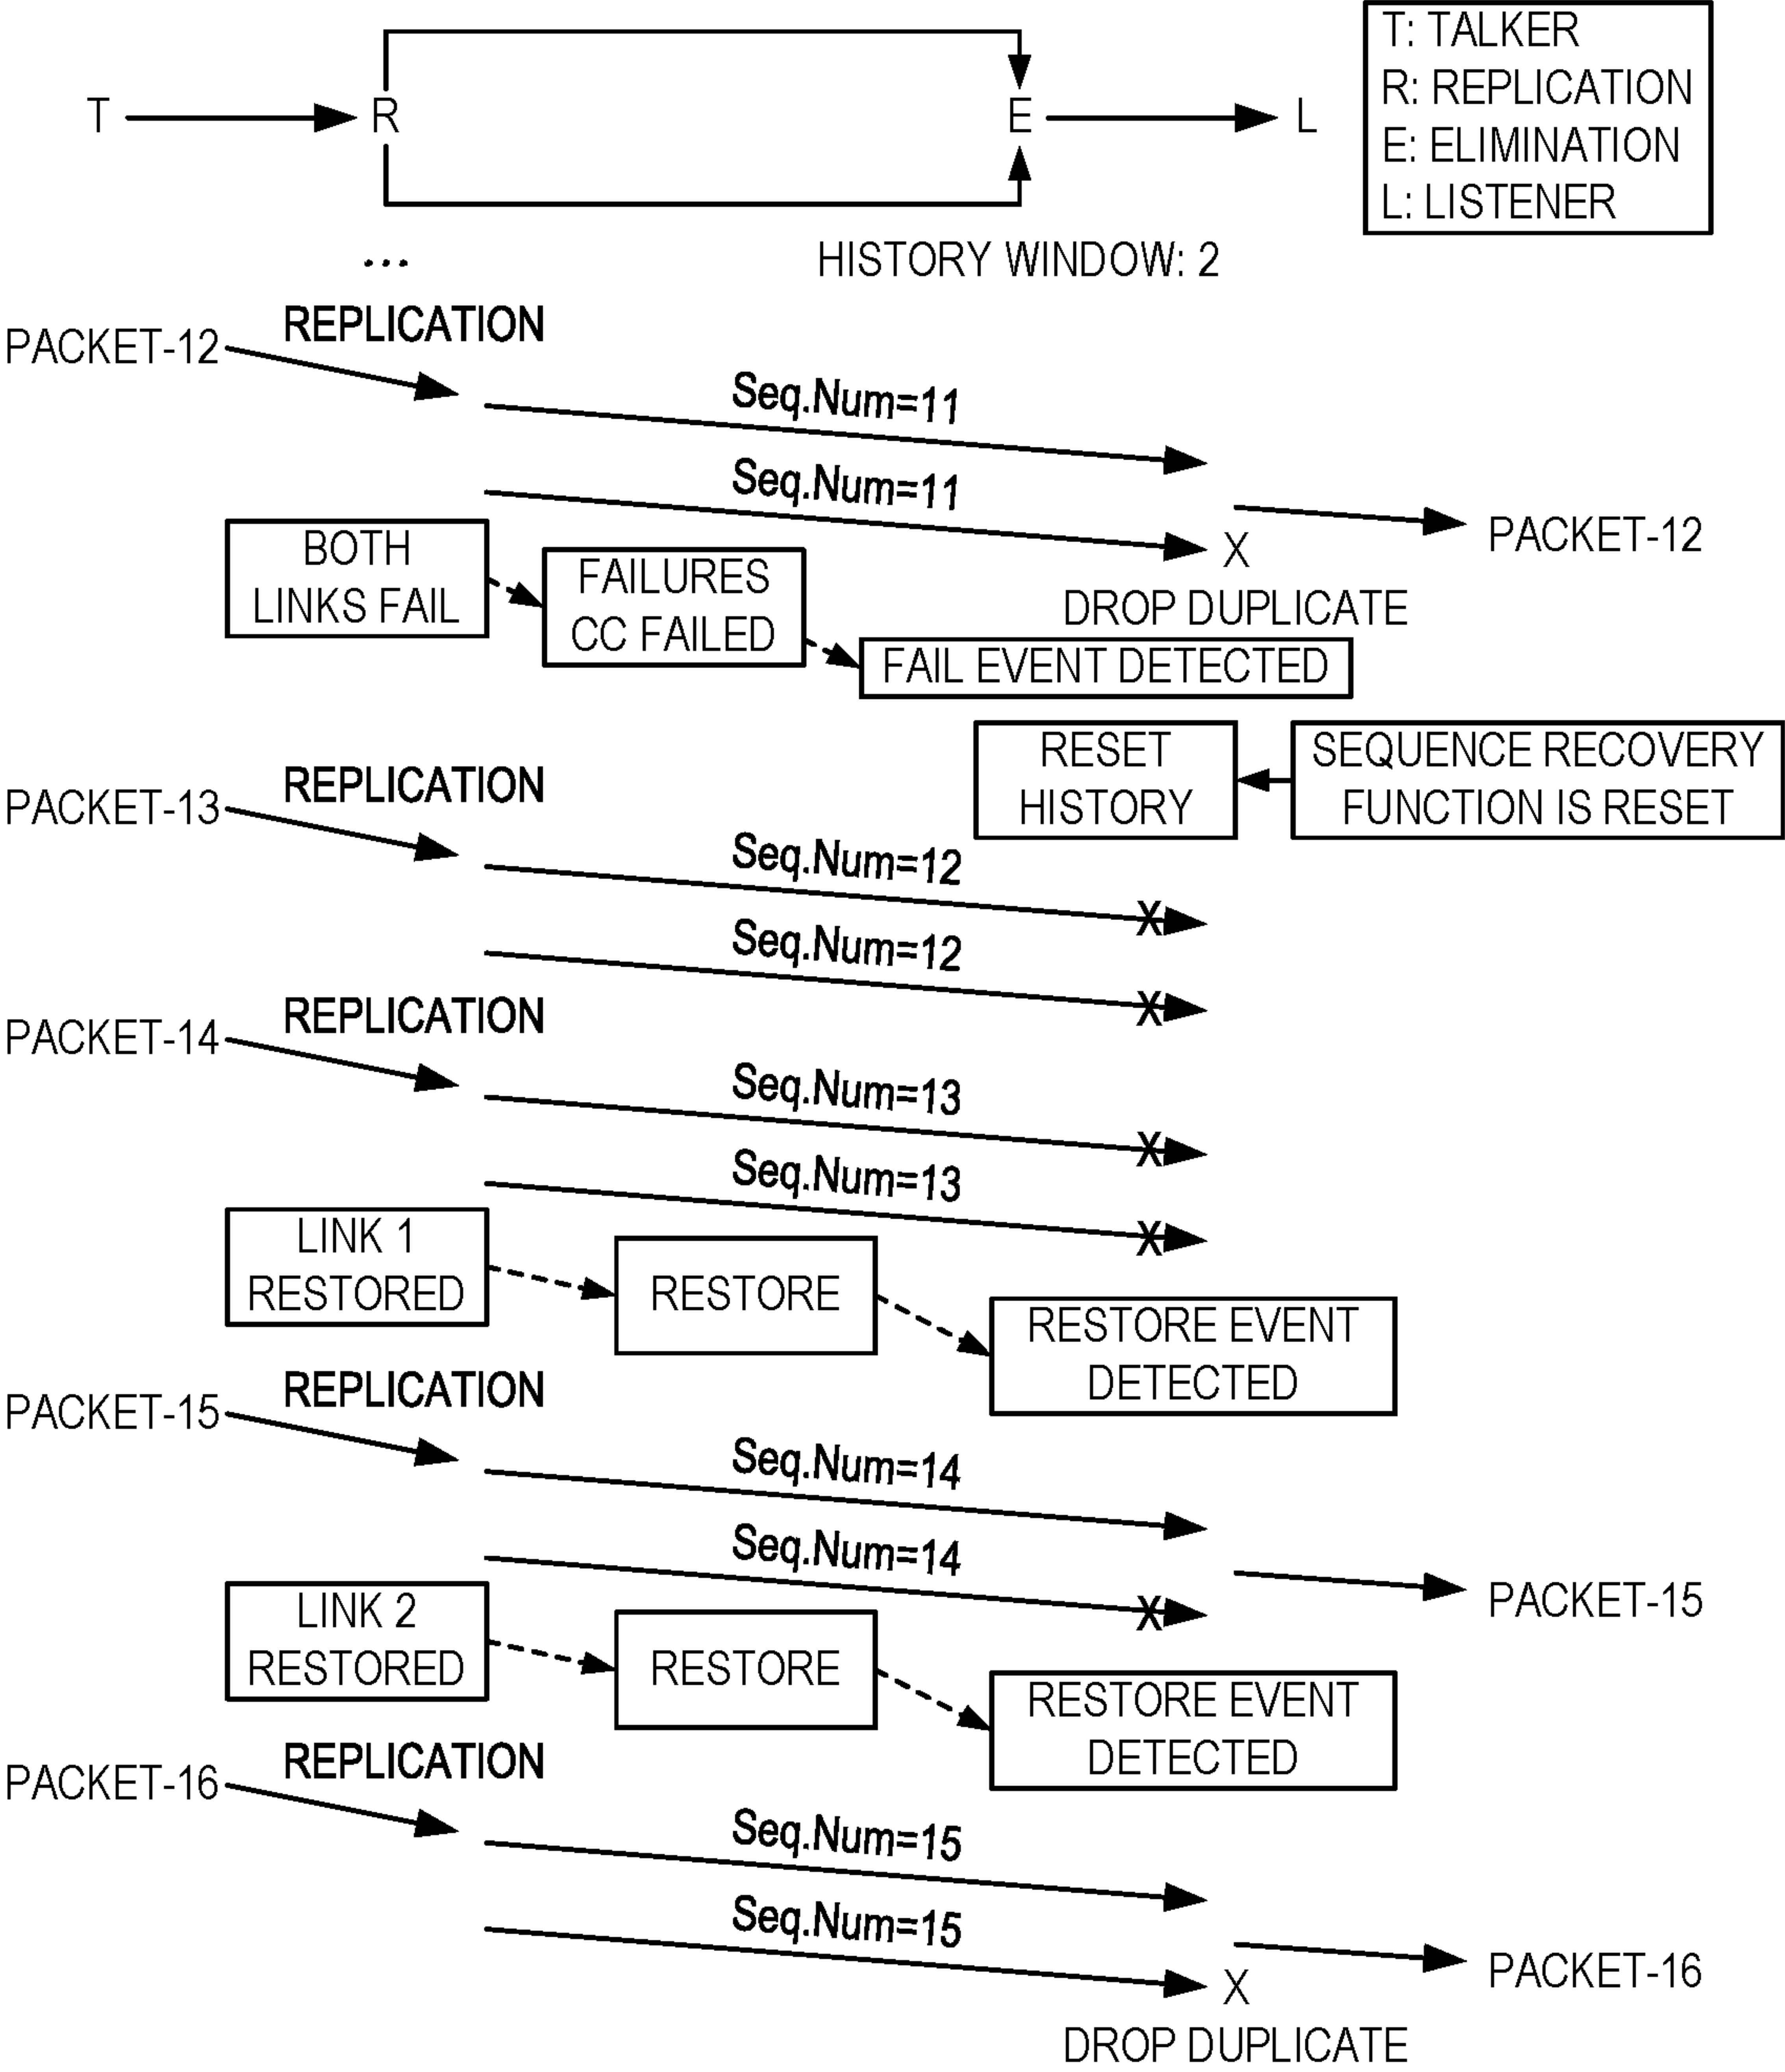 T: TALKER
R: REPLICATION
E: ELIMINATION
L: LISTENER
T
R
E
L
...
HISTORY WINDOW: 2
REPLICATION
PACKET-12
Seq.Num=11
Seq.Num=11
PACKET-12
X
DROP DUPLICATE
BOTH
LINKS FAIL
FAILURES
CC FAILED
FAIL EVENT DETECTED
RESET
HISTORY
SEQUENCE RECOVERY
FUNCTION IS RESET
REPLICATION
PACKET-13
Seq.Num=12
X
Seq.Num=12
X
REPLICATION
PACKET-14
Seq.Num=13
X
Seq.Num=13
X
LINK 1
RESTORED
RESTORE
RESTORE EVENT
DETECTED
REPLICATION
PACKET-15
Seq.Num=14
Seq.Num=14
X
PACKET-15
LINK 2
RESTORED
RESTORE
RESTORE EVENT
DETECTED
REPLICATION
PACKET-16
Seq.Num=15
Seq.Num=15
PACKET-16
X
DROP DUPLICATE